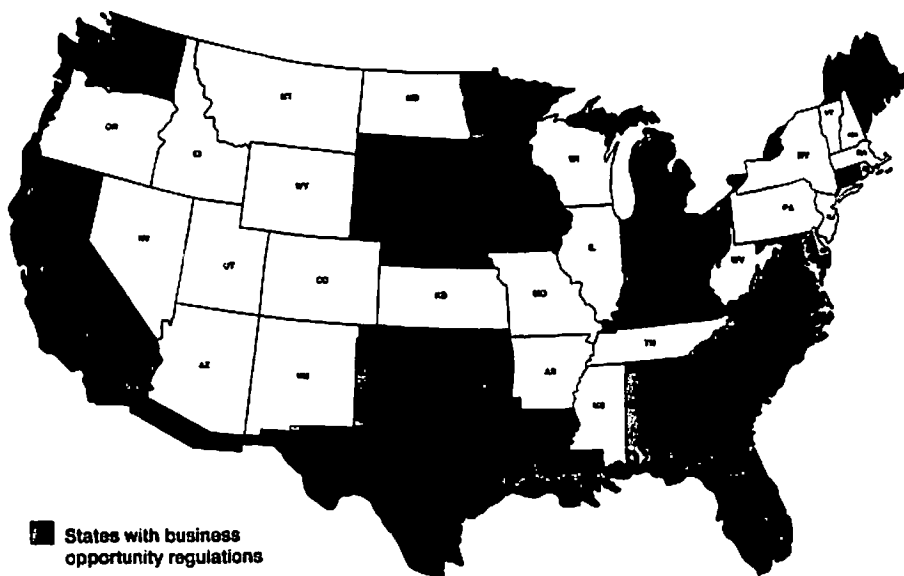 MT
ND
OR
ID
WY
WI
VT
NY
PA
NV
UT
CO
IL
WV
KS
MO
AZ
NM
AR
TN
MS
States with business
opportunity regulations